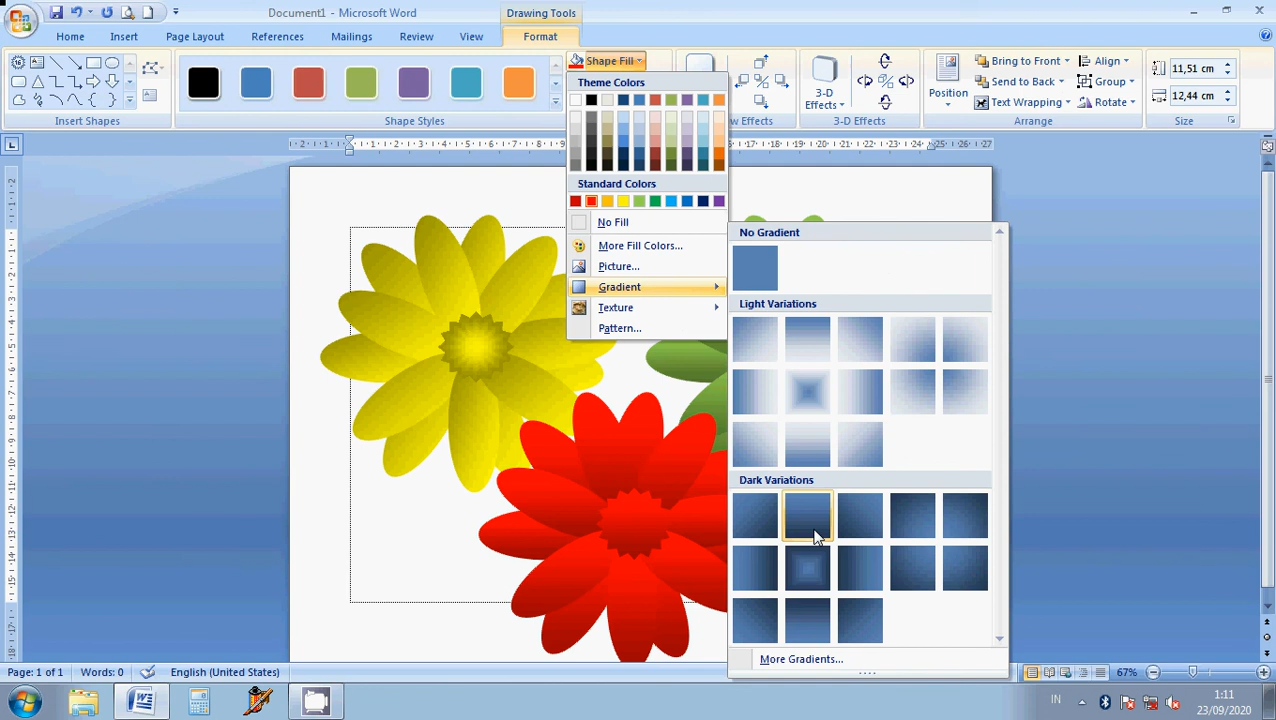 Document1 - Microsoft Word
Drawing Tools
Home Insert Page Layout References Mailings Review View Format
Insert Shapes
Shape Styles
Shape Fill
3-D
Effects
3-D Effects
Position
Bring to Front
Send to Back
Text Wrapping
Align
Group
Rotate
Arrange
11,51 cm
12,44 cm
Size
Theme Colors
Standard Colors
No Fill
More Fill Colors...
Picture...
Gradient
Texture
Pattern...
No Gradient
Light Variations
Dark Variations
More Gradients...
Page: 1 of 1 Words: 0 English (United States) 67%
IN
1:11
23/09/2020